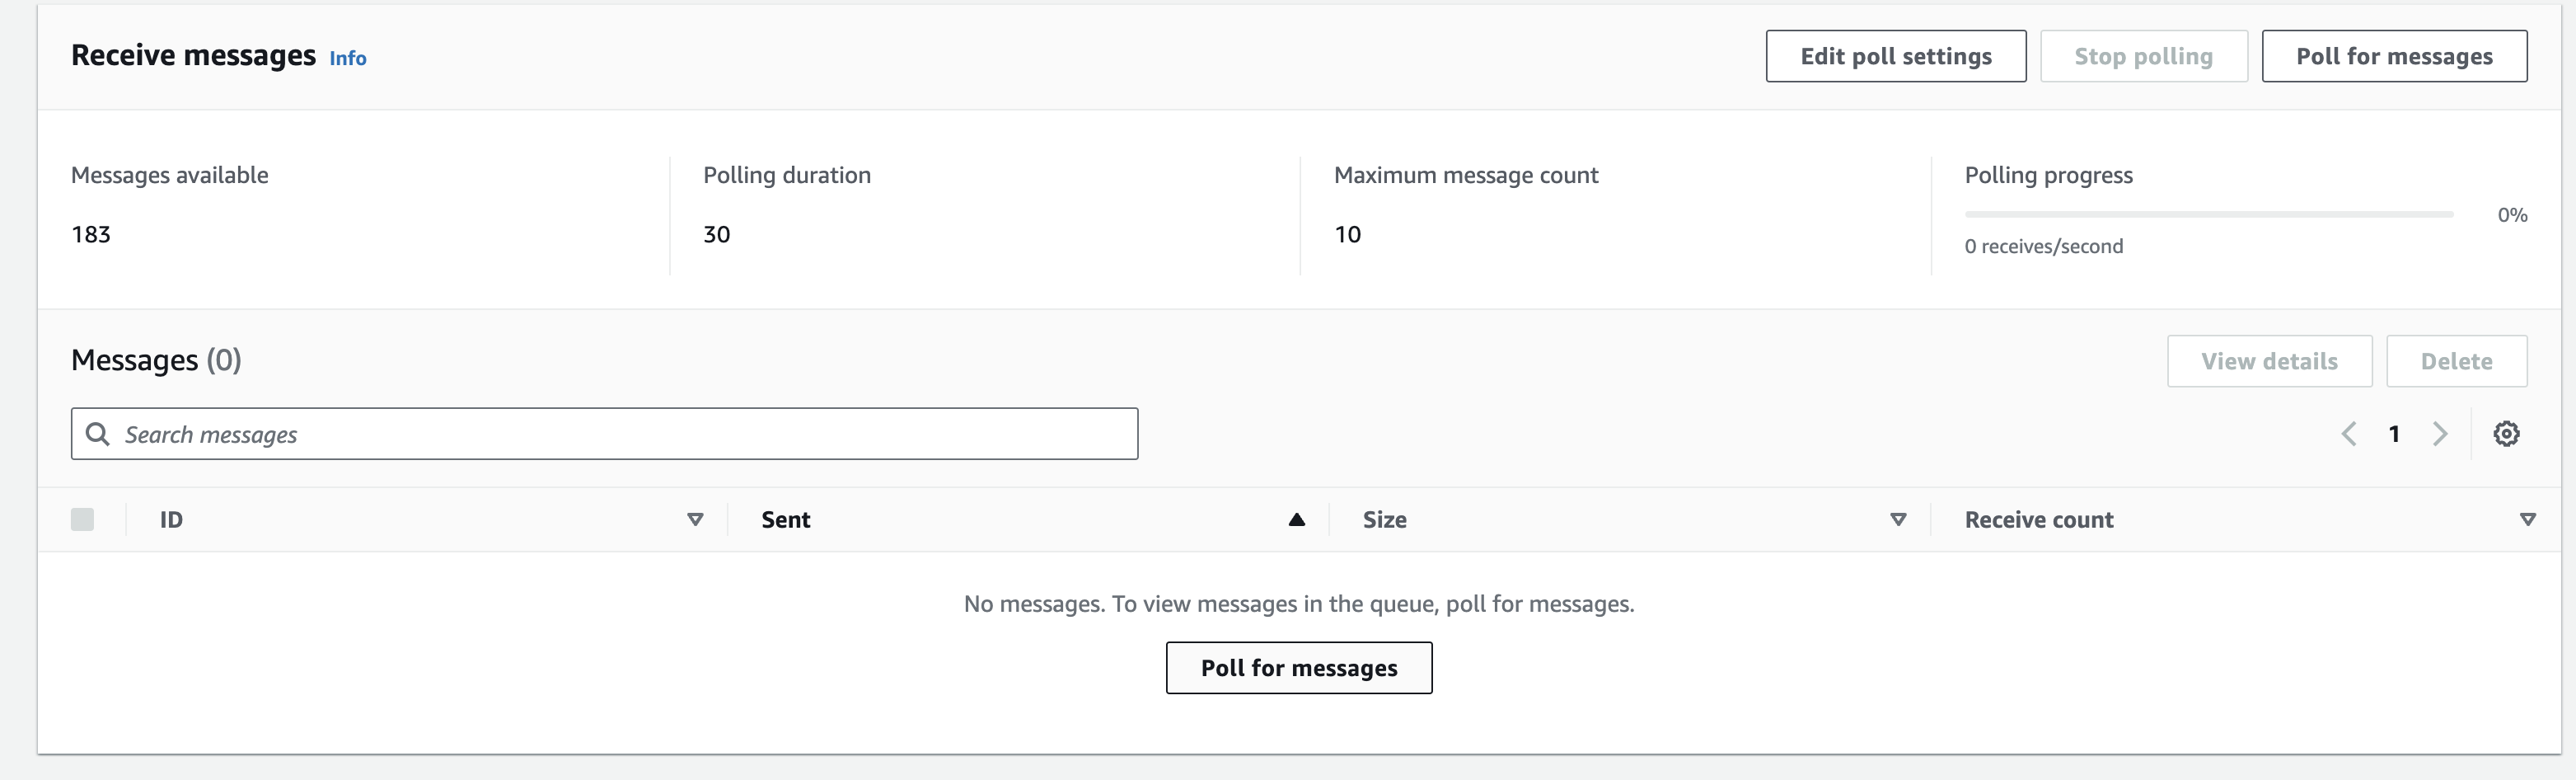 Receive messages Info
Edit poll settings
Stop polling
Poll for messages
Messages available
183
Polling duration
30
Maximum message count
10
Polling progress
0%
0 receives/second
Messages (0)
View details
Delete
Search messages
1
ID
Sent
Size
Receive count
No messages. To view messages in the queue, poll for messages.
Poll for messages